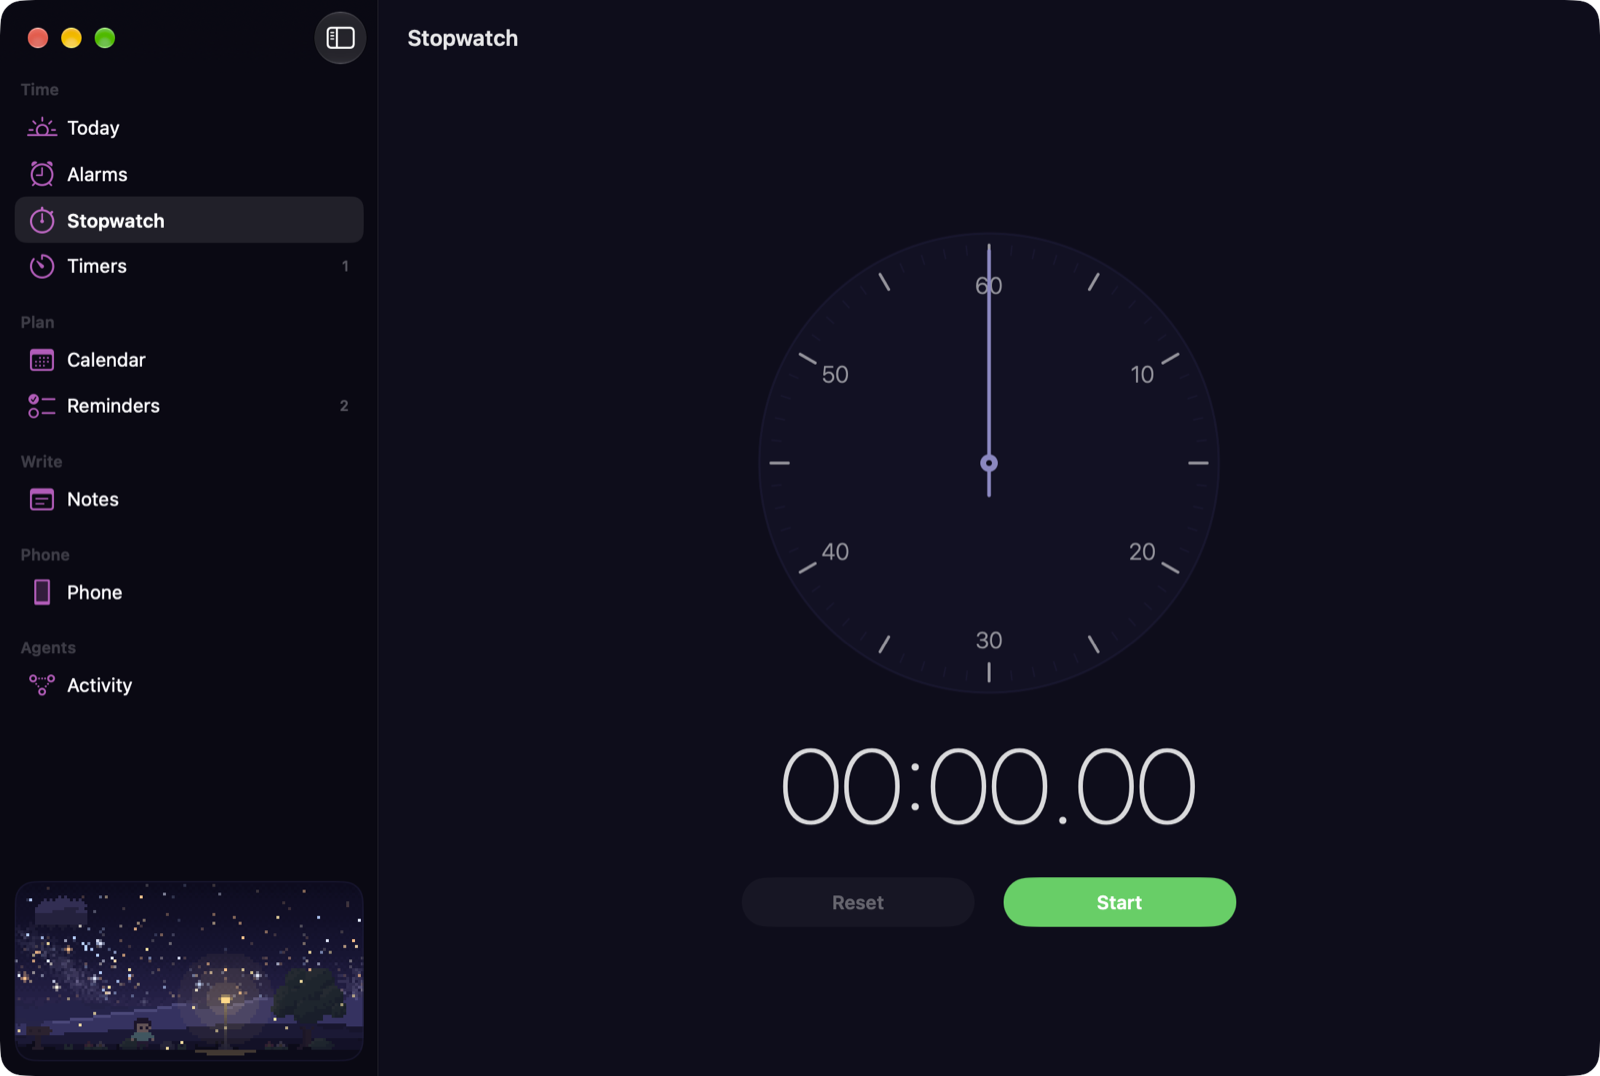 Stopwatch
Time
Today
Alarms
Stopwatch
Timers 1
Plan
Calendar
Reminders 2
Write
Notes
Phone
Phone
Agents
Activity
60
50 10
40 20
30
00:00.00
Reset Start